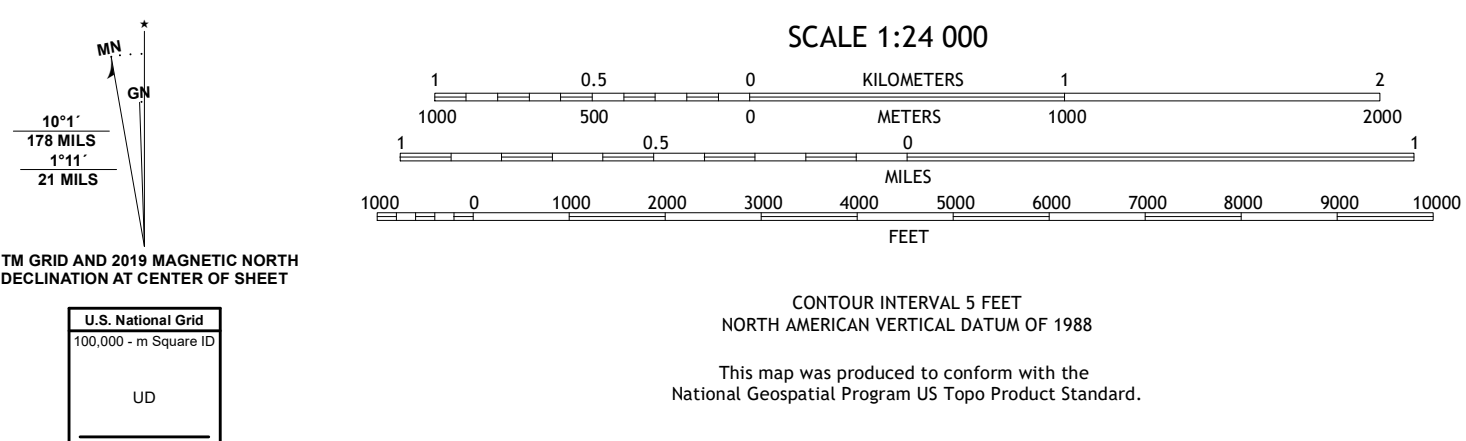 ★
MN
GN
10°1´
178 MILS
1°11´
21 MILS
TM GRID AND 2019 MAGNETIC NORTH
DECLINATION AT CENTER OF SHEET
U.S. National Grid
100,000 - m Square ID
UD
SCALE 1:24 000
1 0.5 0 KILOMETERS 1 2
1000 500 0 METERS 1000 2000
1 0.5 0 1
MILES
1000 0 1000 2000 3000 4000 5000 6000 7000 8000 9000 10000
FEET
CONTOUR INTERVAL 5 FEET
NORTH AMERICAN VERTICAL DATUM OF 1988
This map was produced to conform with the
National Geospatial Program US Topo Product Standard.